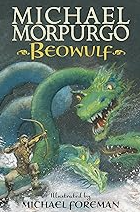 MICHAEL
MORPURGO
BEOWULF
Illustrated by
MICHAEL FOREMAN